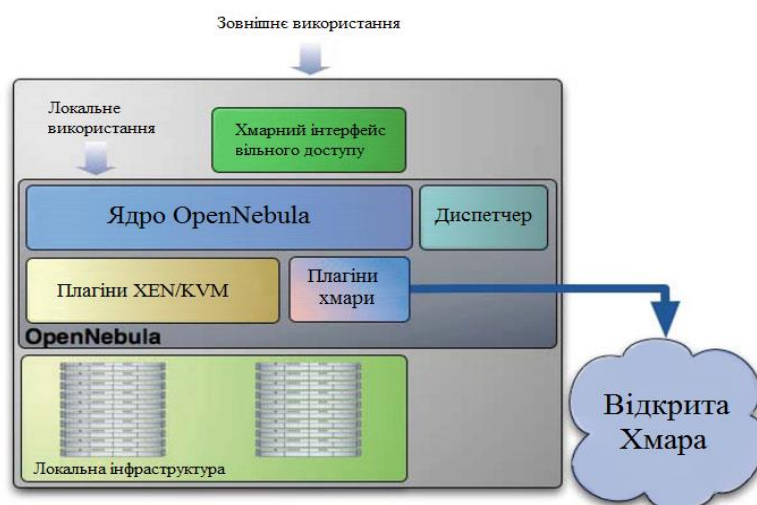 Зовнішнє використання
Локальне
використання
Хмарний інтерфейс
вільного доступу
Ядро OpenNebula
Диспетчер
Плагіни XEN/KVM
Плагіни
хмари
OpenNebula
Локальна інфраструктура
Відкрита
Хмара